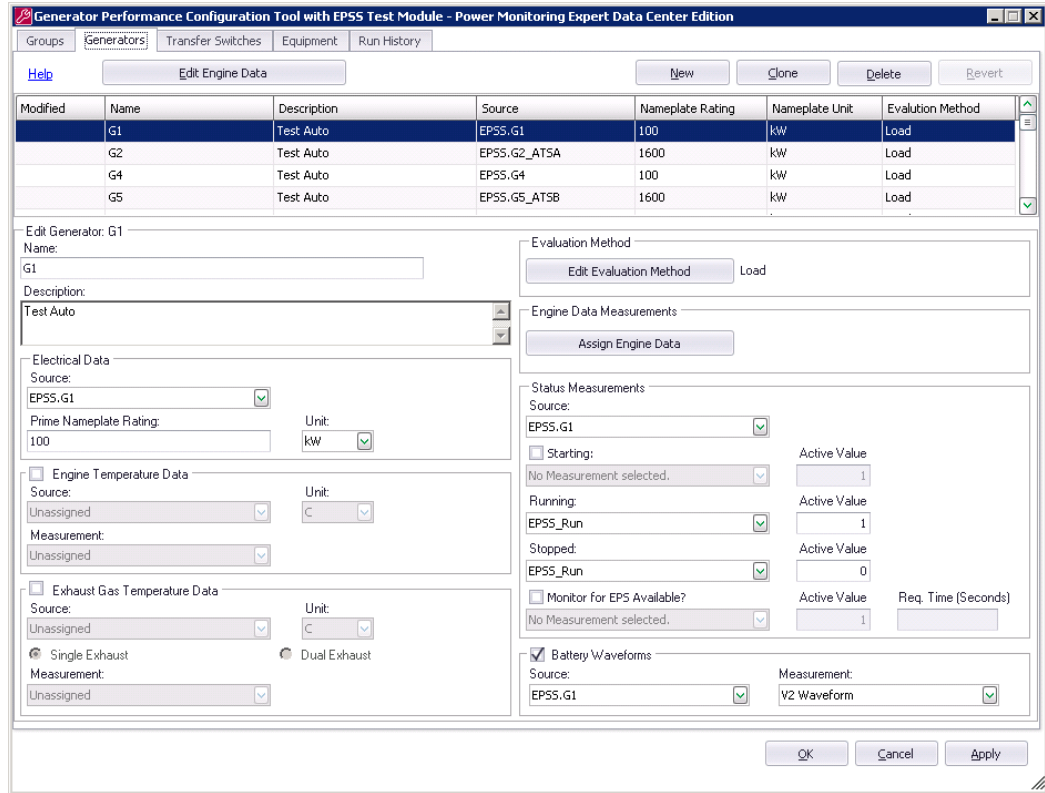 Generator Performance Configuration Tool with EPSS Test Module - Power Monitoring Expert Data Center Edition
Groups Generators Transfer Switches Equipment Run History
Help Edit Engine Data New Clone Delete Revert
Modified Name Description Source Nameplate Rating Nameplate Unit Evalution Method
G1 Test Auto EPSS.G1 100 kW Load
G2 Test Auto EPSS.G2_ATSA 1600 kW Load
G4 Test Auto EPSS.G4 100 kW Load
G5 Test Auto EPSS.G5_ATSB 1600 kW Load
Edit Generator: G1
Name:
G1
Description:
Test Auto
Electrical Data
Source:
EPSS.G1
Prime Nameplate Rating: Unit:
100 kW
Engine Temperature Data
Source: Unit:
Unassigned C
Measurement:
Unassigned
Exhaust Gas Temperature Data
Source: Unit:
Unassigned C
Single Exhaust Dual Exhaust
Measurement:
Unassigned
Evaluation Method
Edit Evaluation Method Load
Engine Data Measurements
Assign Engine Data
Status Measurements
Source:
EPSS.G1
Starting: Active Value
No Measurement selected. 1
Running: Active Value
EPSS_Run 1
Stopped: Active Value
EPSS_Run 0
Monitor for EPS Available? Active Value Req. Time (Seconds)
No Measurement selected. 1
Battery Waveforms
Source: Measurement:
EPSS.G1 V2 Waveform
OK Cancel Apply